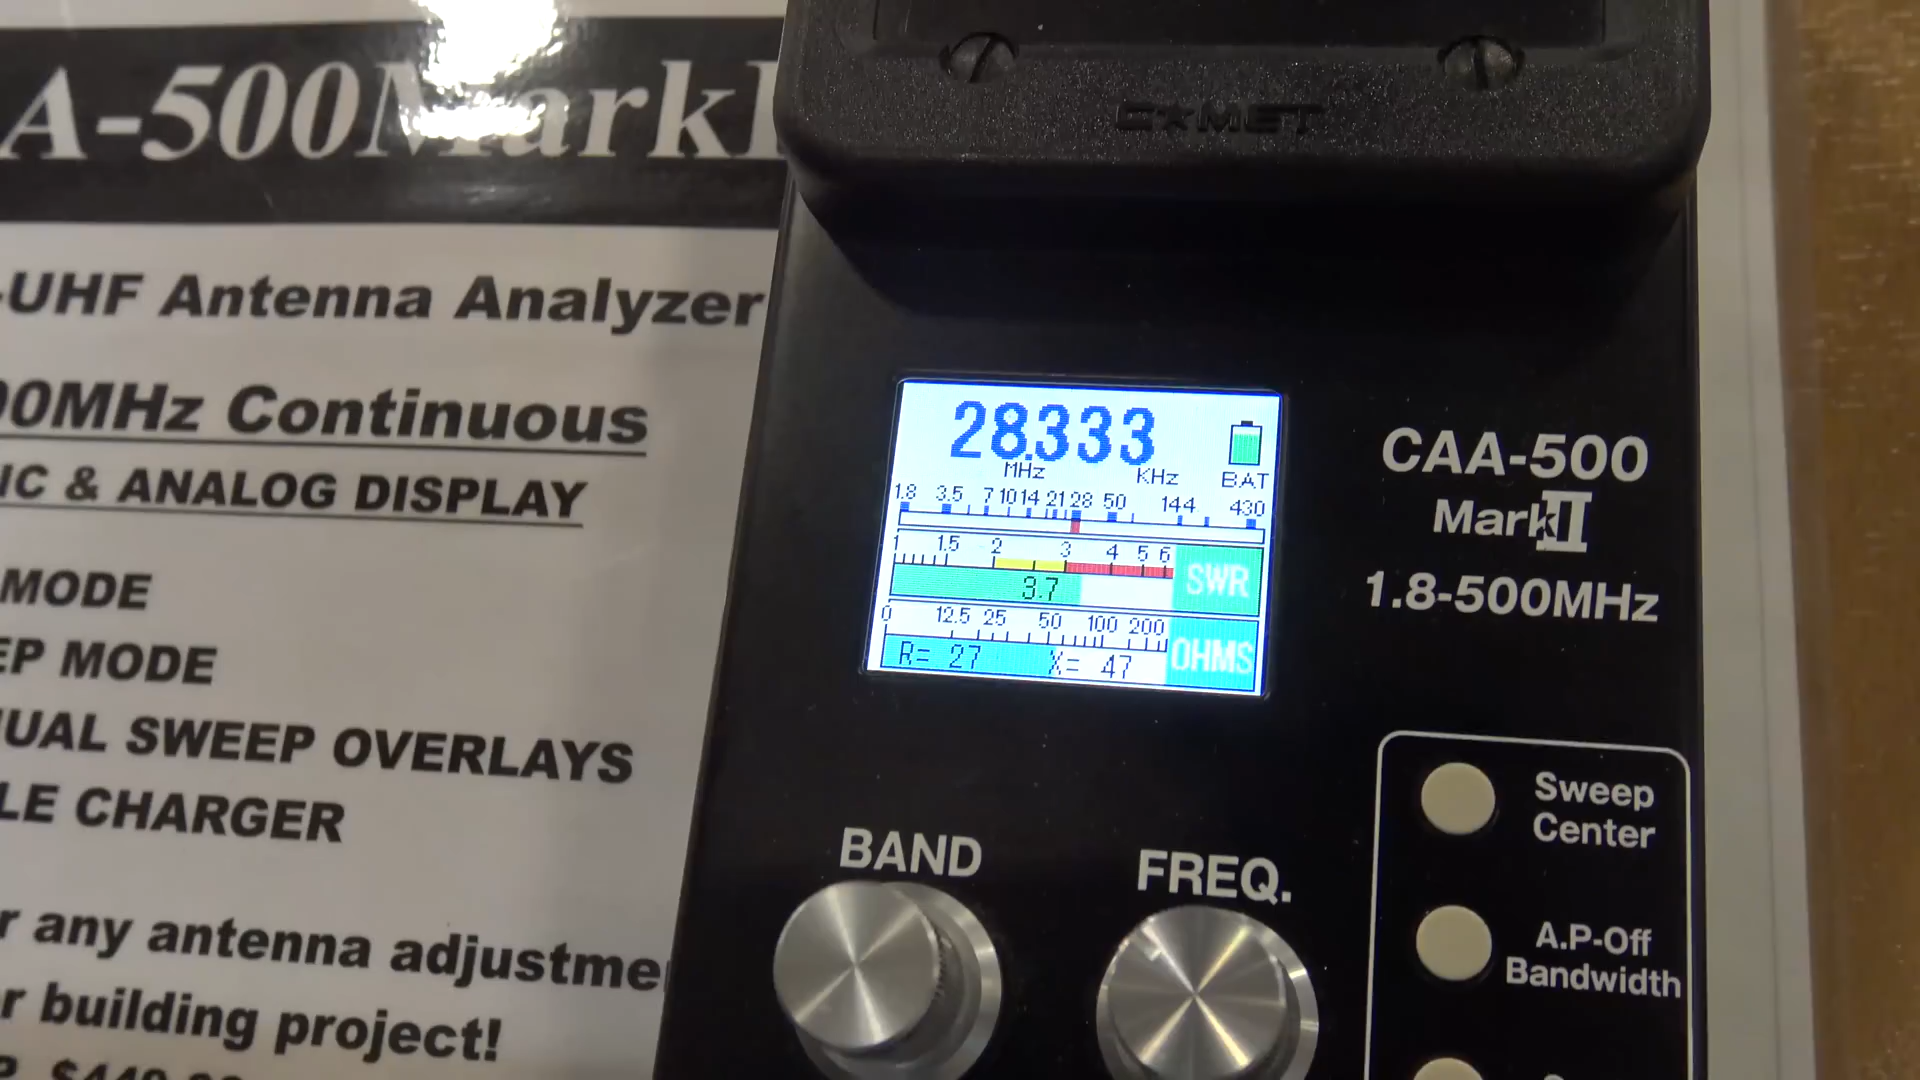 A-500Mark
-UHF Antenna Analyzer
00MHz Continuous
IC & ANALOG DISPLAY
MODE
EP MODE
UAL SWEEP OVERLAYS
LE CHARGER
r any antenna adjustme
r building project!
COMET
28.333
MHz KHz
BAT
1.8 3.5 7 10 14 21 28 50 144 430
1 1.5 2 3 4 5 6
3.7
SWR
0 12.5 25 50 100 200
R= 27 X= 47
OHMS
CAA-500
MarkII
1.8-500MHz
BAND
FREQ.
Sweep
Center
A.P-Off
Bandwidth